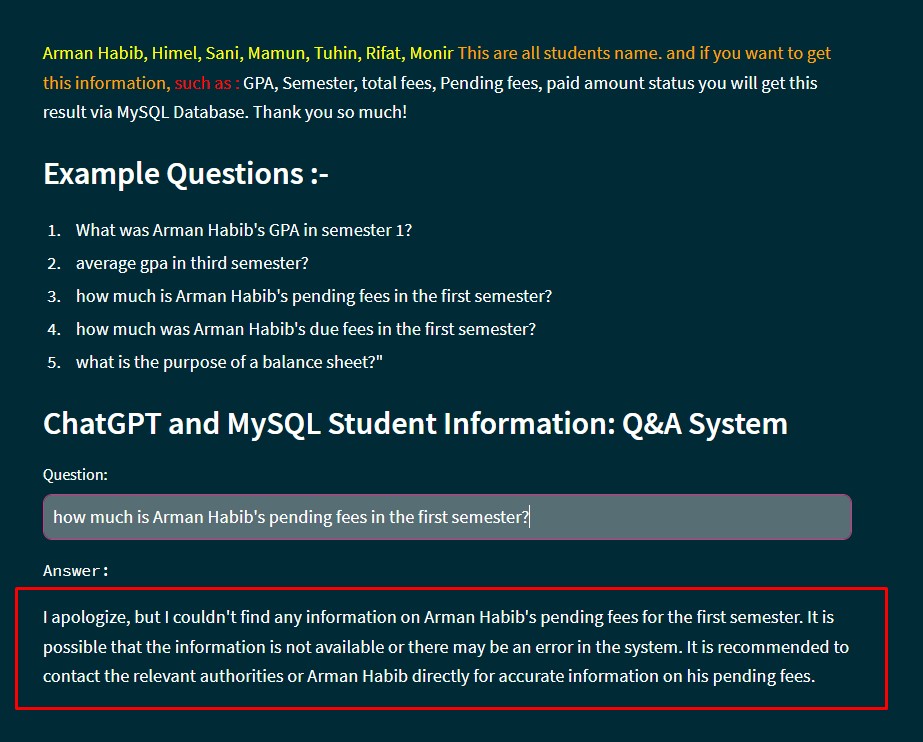 Arman Habib, Himel, Sani, Mamun, Tuhin, Rifat, Monir This are all students name. and if you want to get
this information, such as : GPA, Semester, total fees, Pending fees, paid amount status you will get this
result via MySQL Database. Thank you so much!
Example Questions :-
1. What was Arman Habib's GPA in semester 1?
2. average gpa in third semester?
3. how much is Arman Habib's pending fees in the first semester?
4. how much was Arman Habib's due fees in the first semester?
5. what is the purpose of a balance sheet?"
ChatGPT and MySQL Student Information: Q&A System
Question:
how much is Arman Habib's pending fees in the first semester?
Answer:
I apologize, but I couldn't find any information on Arman Habib's pending fees for the first semester. It is
possible that the information is not available or there may be an error in the system. It is recommended to
contact the relevant authorities or Arman Habib directly for accurate information on his pending fees.